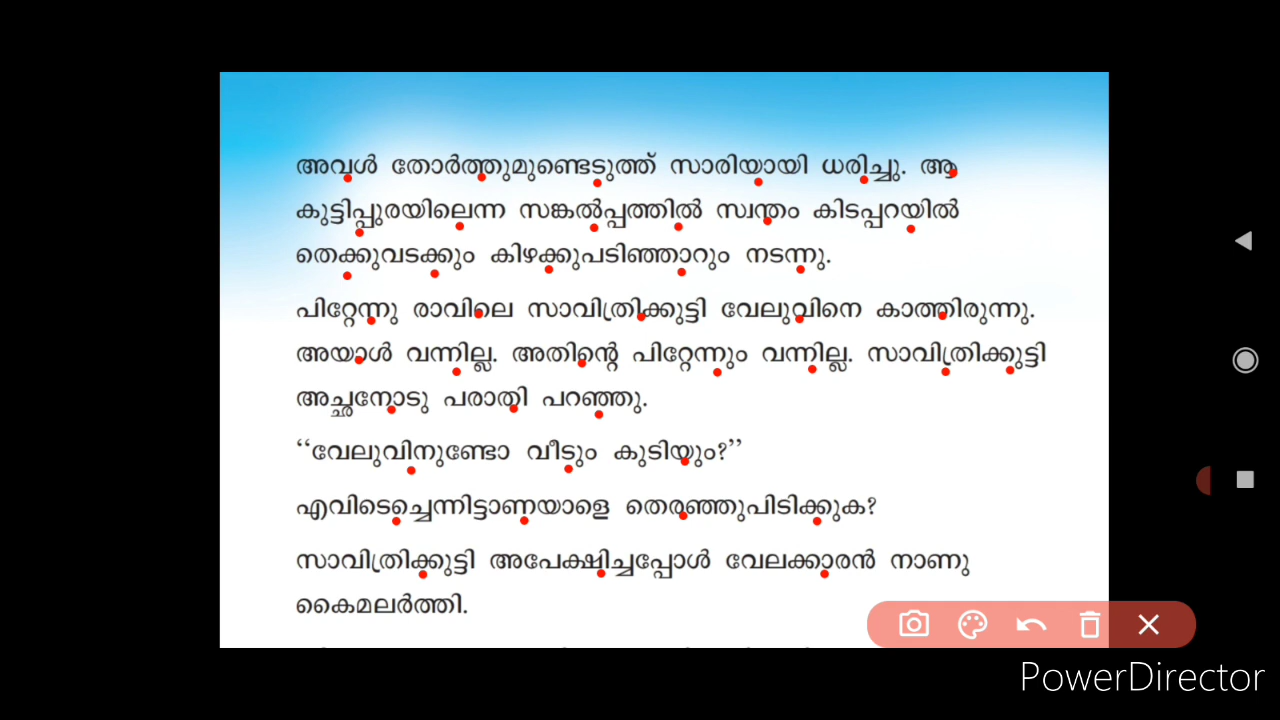 അവൾ തോർത്തുമുണ്ടെടുത്ത് സാരിയായി ധരിച്ചു. ആ
കുട്ടിപ്പുരയിലെന്ന സങ്കൽപ്പത്തിൽ സ്വന്തം കിടപ്പറയിൽ
തെക്കുവടക്കും കിഴക്കുപടിഞ്ഞാറും നടന്നു.
പിറ്റേന്നു രാവിലെ സാവിത്രിക്കുട്ടി വേലുവിനെ കാത്തിരുന്നു.
അയാൾ വന്നില്ല. അതിന്റെ പിറ്റേന്നും വന്നില്ല. സാവിത്രിക്കുട്ടി
അച്ഛനോടു പരാതി പറഞ്ഞു.
“വേലുവിനുണ്ടോ വീടും കുടിയും?”
എവിടെച്ചെന്നിട്ടാണയാളെ തെരഞ്ഞുപിടിക്കുക?
സാവിത്രിക്കുട്ടി അപേക്ഷിച്ചപ്പോൾ വേലക്കാരൻ നാണു
കൈമലർത്തി.
PowerDirector